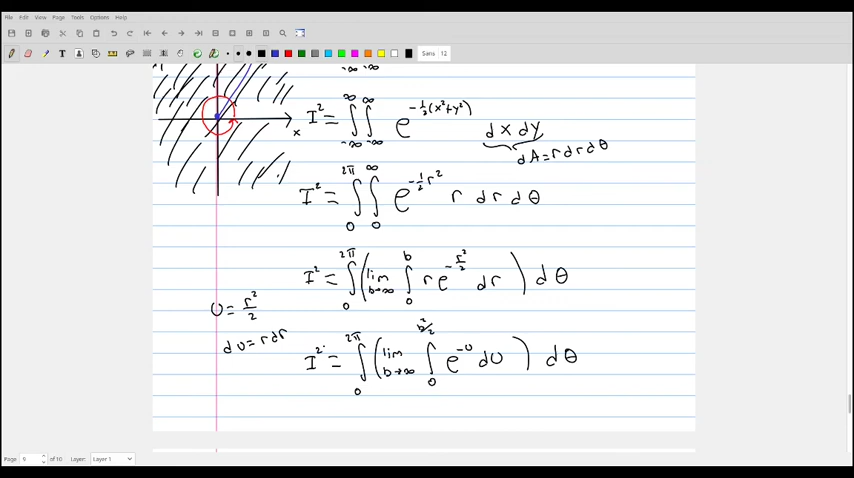 File Edit View Page Tools Options Help
Sans 12
-∞ -∞
x
I² = ∫_{-∞}^{∞} ∫_{-∞}^{∞} e^{-½(x²+y²)} dx dy
dA = r dr dθ
I² = ∫_0^{2π} ∫_0^{∞} e^{-½r²} r dr dθ
I² = ∫_0^{2π} ( lim_{b→∞} ∫_0^b r e^{-r²/2} dr ) dθ
U = r²/2
du = r dr
I² = ∫_0^{2π} ( lim_{b→∞} ∫_0^{b²/2} e^{-U} dU ) dθ
Page 9 of 10 Layer: Layer 1